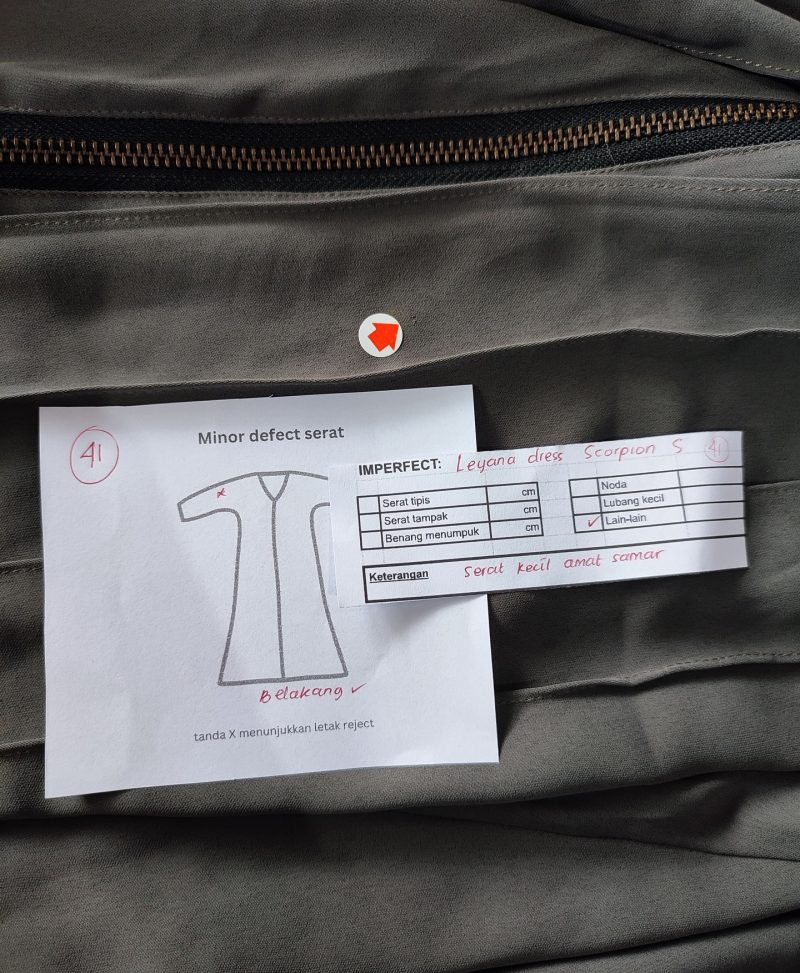 41
Minor defect serat
x
Belakang ✓
tanda X menunjukkan letak reject
IMPERFECT: Leyana dress Scorpion S 41
Serat tipis cm
Serat tampak cm
Benang menumpuk cm
Noda
Lubang kecil
✓ Lain-lain
Keterangan serat kecil amat samar